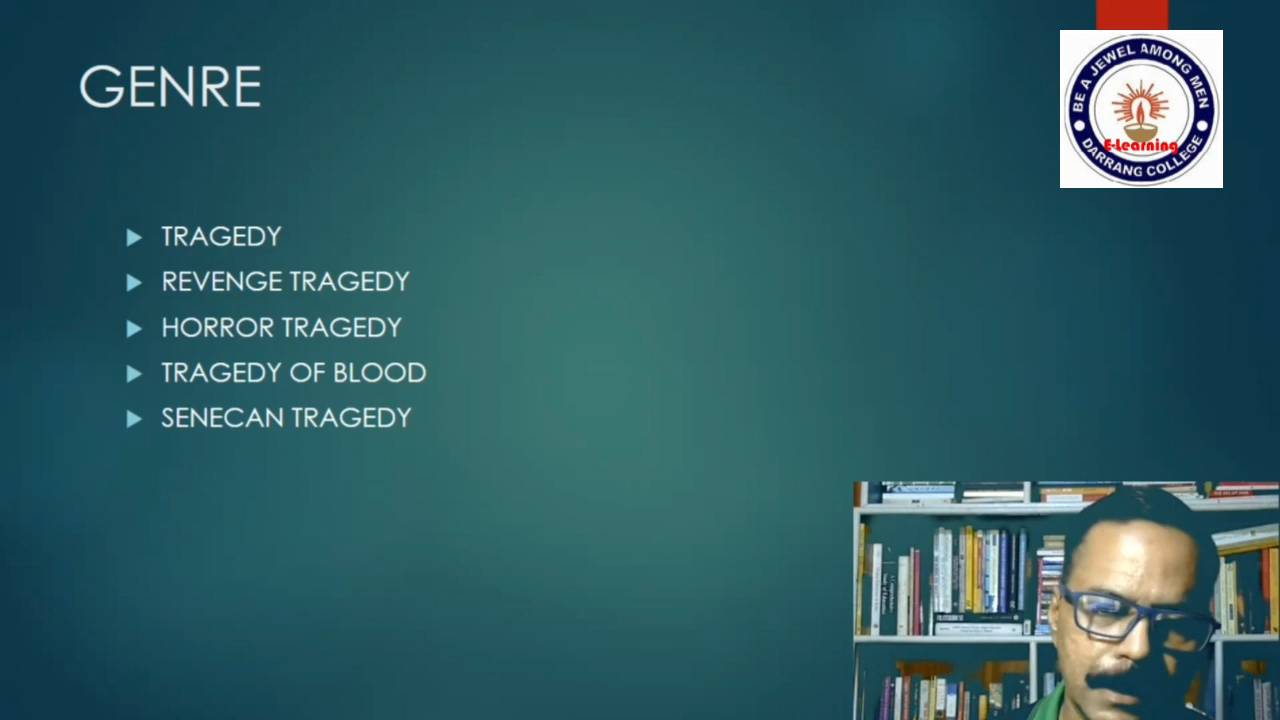 GENRE
BE A JEWEL AMONG MEN
E-Learning
DARRANG COLLEGE
TRAGEDY
REVENGE TRAGEDY
HORROR TRAGEDY
TRAGEDY OF BLOOD
SENECAN TRAGEDY